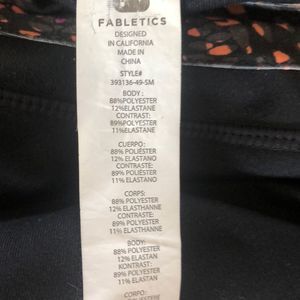 FABLETICS
DESIGNED
IN CALIFORNIA
MADE IN
CHINA
STYLE#
393136-49-SM
BODY:
88%POLYESTER
12%ELASTANE
CONTRAST:
89%POLYESTER
11%ELASTANE
CUERPO:
88% POLIÉSTER
12% ELASTANO
CONTRASTE:
89% POLIÉSTER
11% ELASTANO
CORPS:
88% POLYESTER
12% ELASTHANNE
CONTRASTE:
89% POLYESTER
11% ELASTHANNE
BODY:
88% POLYESTER
12% ELASTAN
KONTRAST:
89% POLYESTER
11% ELASTAN
CORPO: